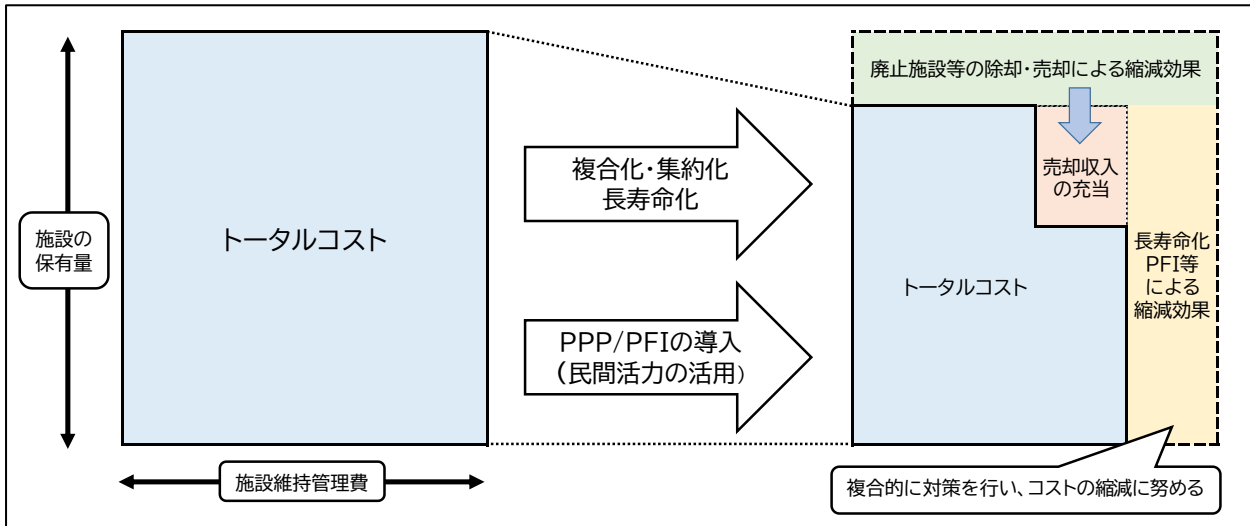 施設の
保有量
トータルコスト
施設維持管理費
複合化・集約化
長寿命化
PPP/PFIの導入
(民間活力の活用)
廃止施設等の除却・売却による縮減効果
売却収入
の充当
トータルコスト
長寿命化
PFI等
による
縮減効果
複合的に対策を行い、コストの縮減に努める